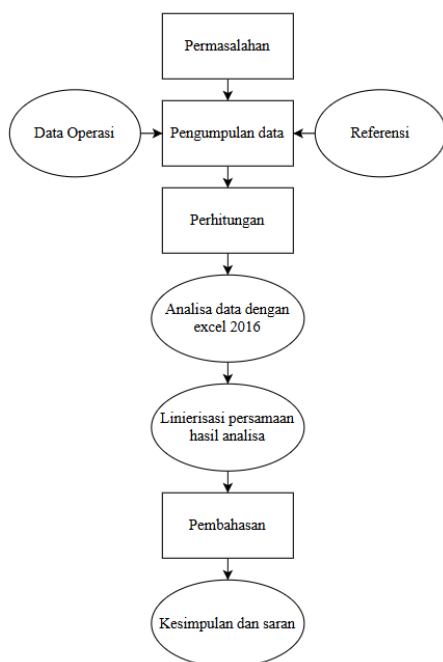 Permasalahan
Data Operasi
Pengumpulan data
Referensi
Perhitungan
Analisa data dengan
excel 2016
Linierisasi persamaan
hasil analisa
Pembahasan
Kesimpulan dan saran